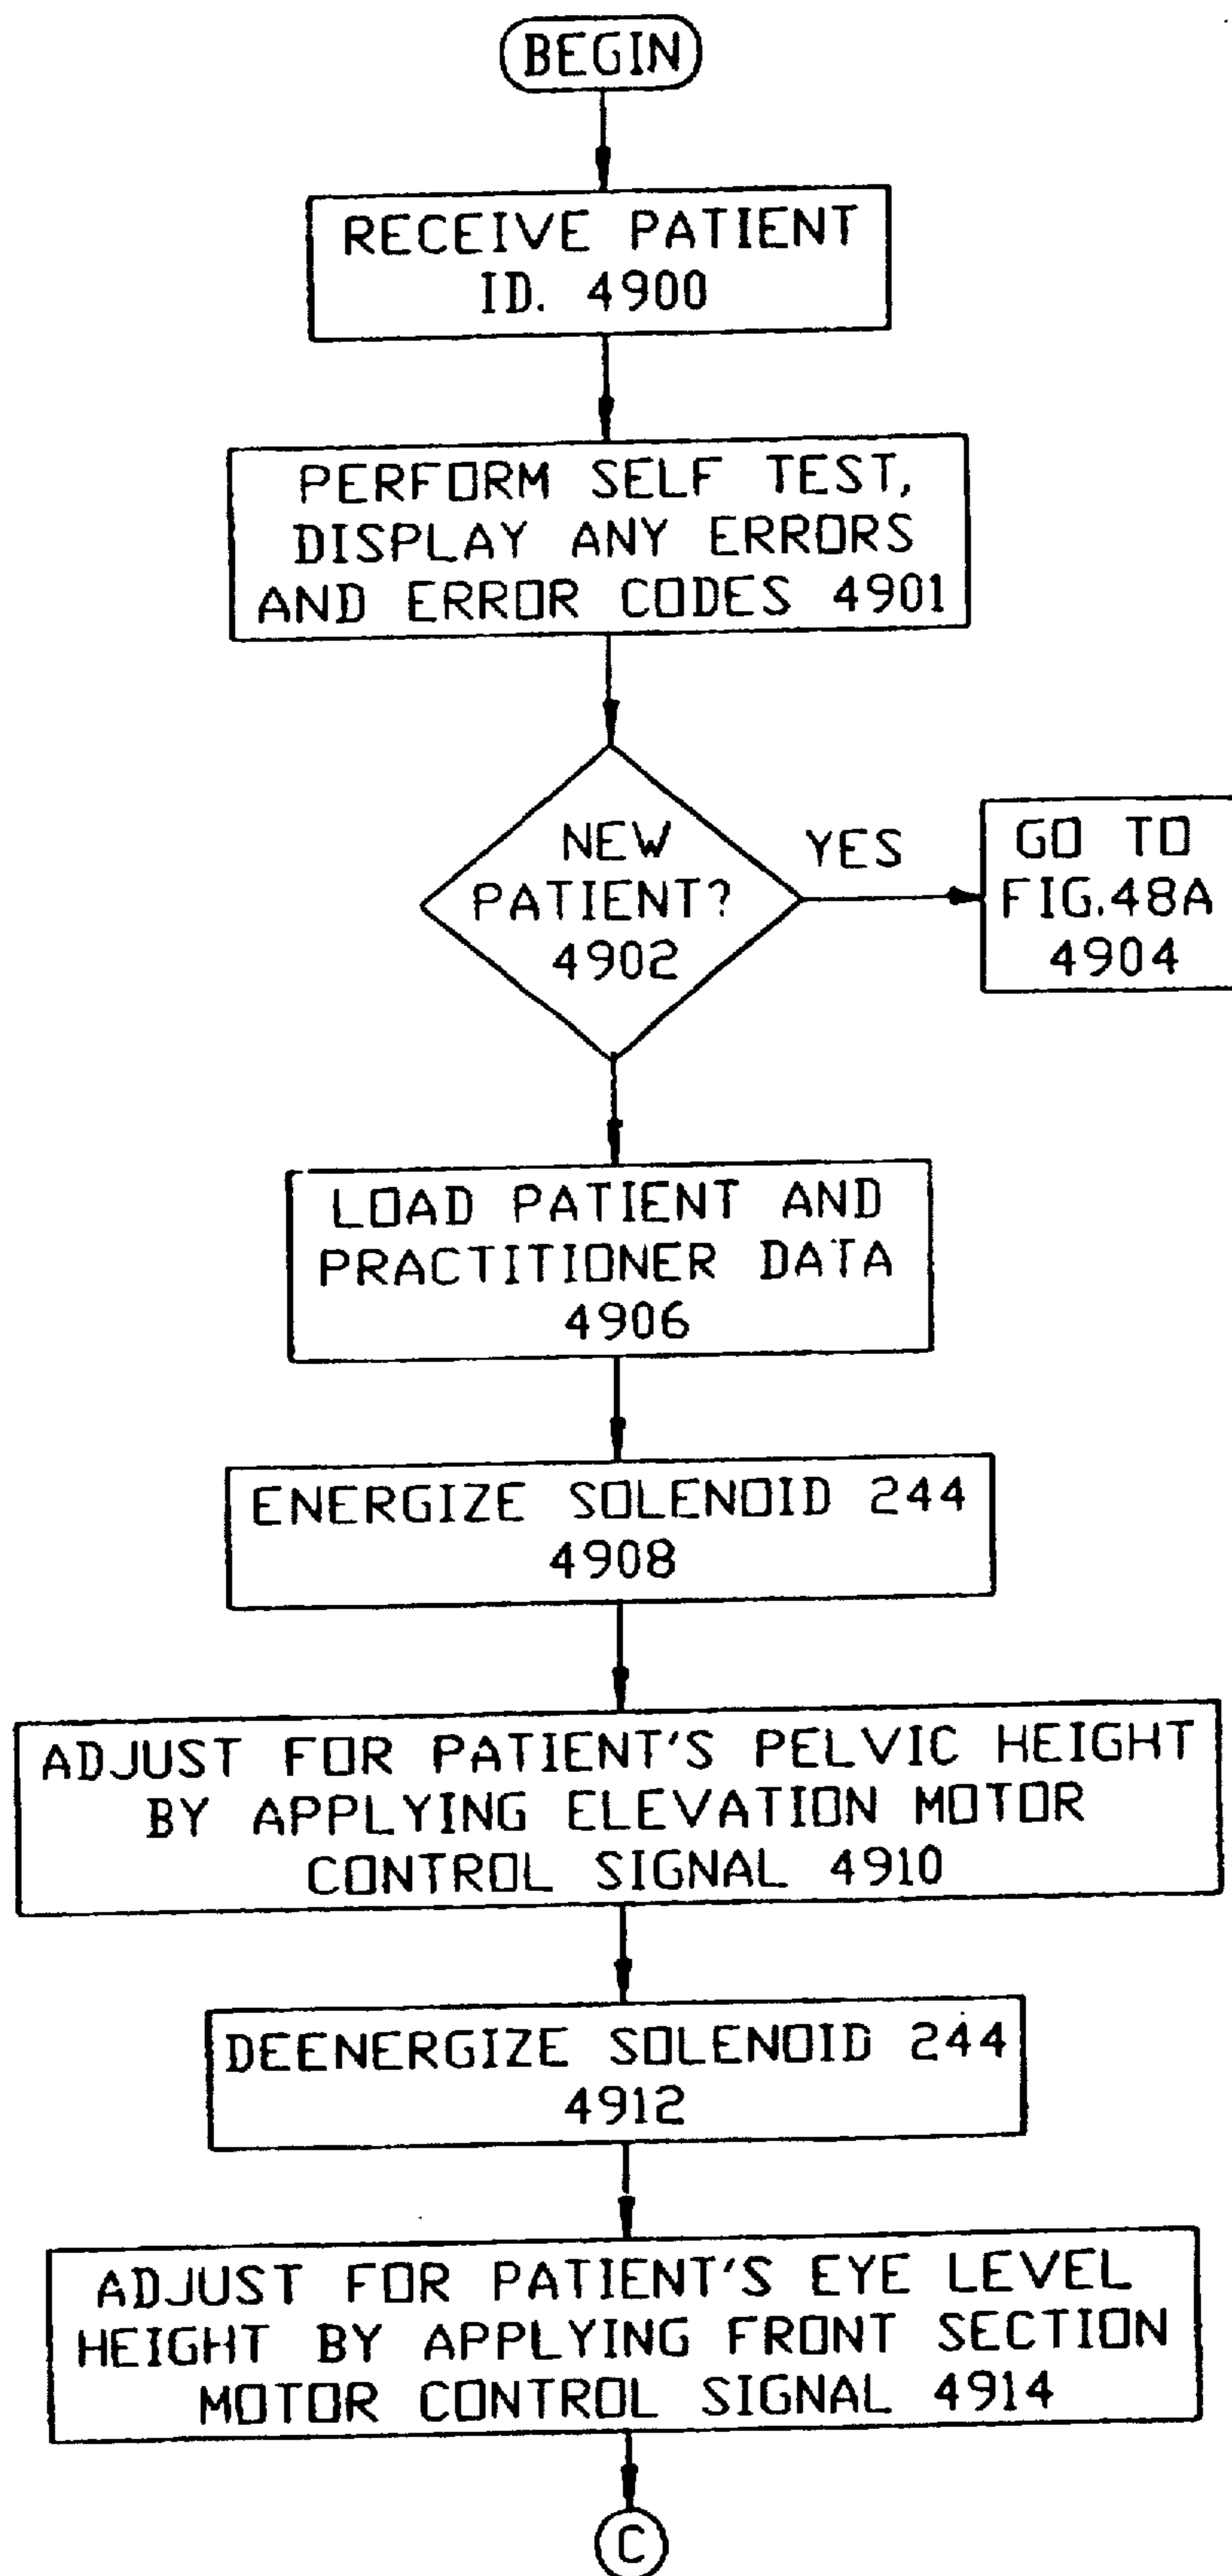 BEGIN
RECEIVE PATIENT
ID. 4900
PERFORM SELF TEST,
DISPLAY ANY ERRORS
AND ERROR CODES 4901
NEW
PATIENT?
4902
YES
GO TO
FIG.48A
4904
LOAD PATIENT AND
PRACTITIONER DATA
4906
ENERGIZE SOLENOID 244
4908
ADJUST FOR PATIENT'S PELVIC HEIGHT
BY APPLYING ELEVATION MOTOR
CONTROL SIGNAL 4910
DEENERGIZE SOLENOID 244
4912
ADJUST FOR PATIENT'S EYE LEVEL
HEIGHT BY APPLYING FRONT SECTION
MOTOR CONTROL SIGNAL 4914
C